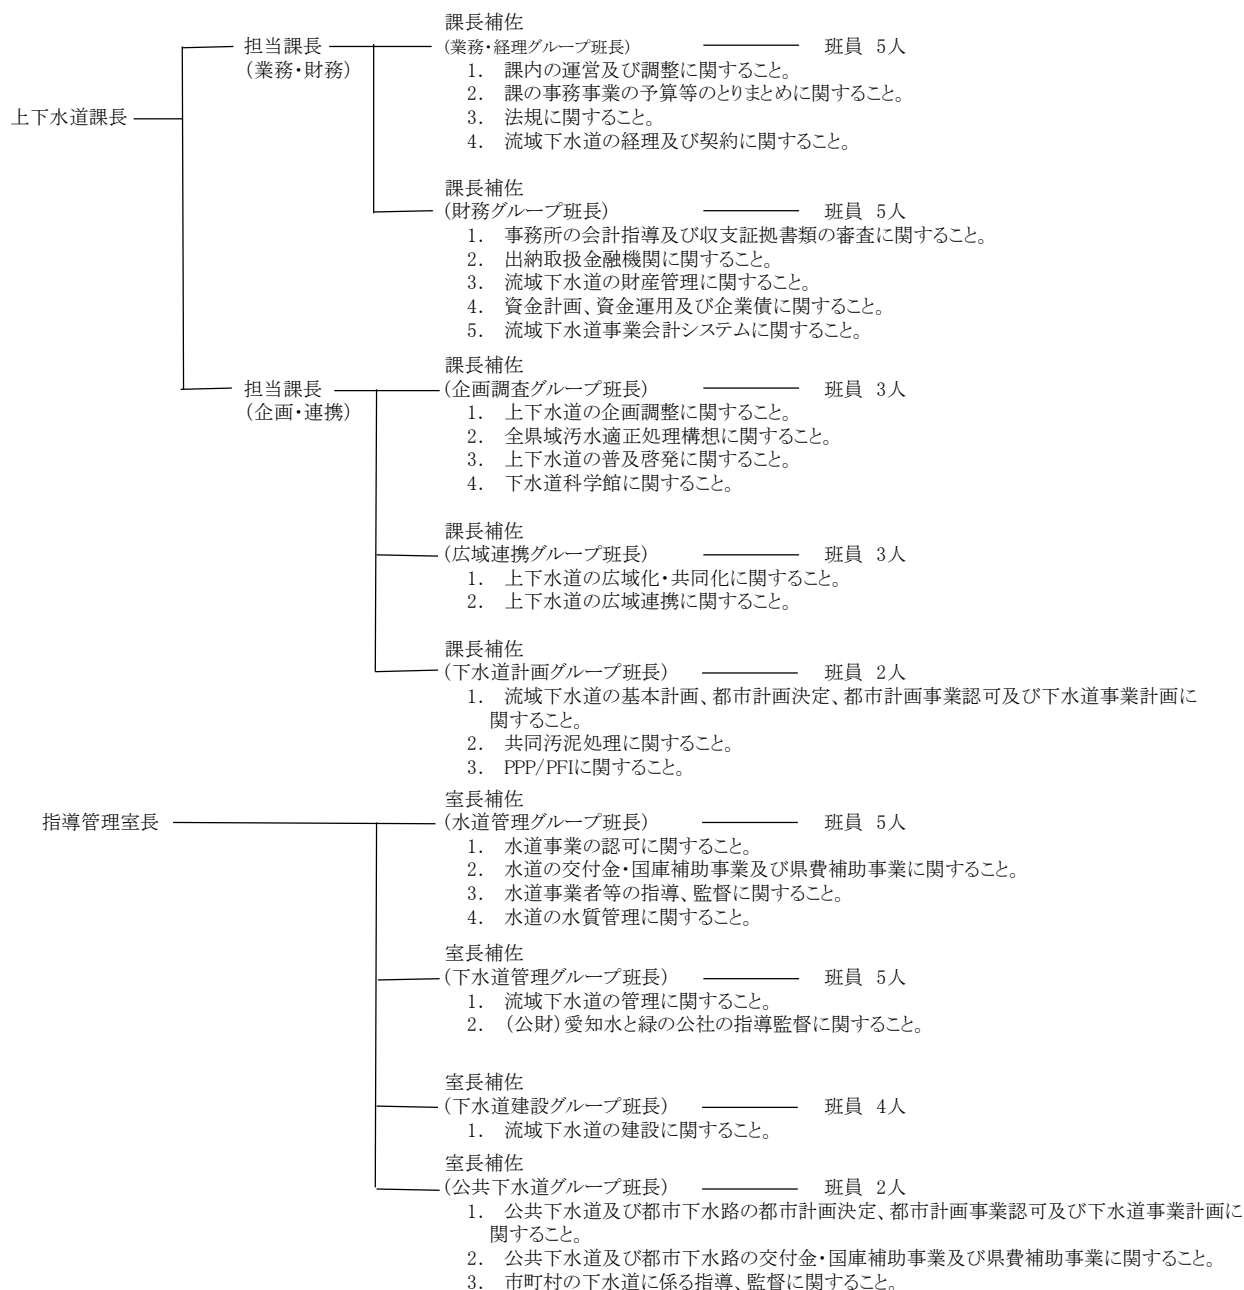 課長補佐
担当課長 (業務・経理グループ班長) 班員 5人
(業務・財務)
1. 課内の運営及び調整に関すること。
2. 課の事務事業の予算等のとりまとめに関すること。
上下水道課長
3. 法規に関すること。
4. 流域下水道の経理及び契約に関すること。
課長補佐
(財務グループ班長) 班員 5人
1. 事務所の会計指導及び収支証拠書類の審査に関すること。
2. 出納取扱金融機関に関すること。
3. 流域下水道の財産管理に関すること。
4. 資金計画、資金運用及び企業債に関すること。
5. 流域下水道事業会計システムに関すること。
課長補佐
担当課長 (企画調査グループ班長) 班員 3人
(企画・連携)
1. 上下水道の企画調整に関すること。
2. 全県域汚水適正処理構想に関すること。
3. 上下水道の普及啓発に関すること。
4. 下水道科学館に関すること。
課長補佐
(広域連携グループ班長) 班員 3人
1. 上下水道の広域化・共同化に関すること。
2. 上下水道の広域連携に関すること。
課長補佐
(下水道計画グループ班長) 班員 2人
1. 流域下水道の基本計画、都市計画決定、都市計画事業認可及び下水道事業計画に
関すること。
2. 共同汚泥処理に関すること。
3. PPP/PFIに関すること。
室長補佐
指導管理室長 (水道管理グループ班長) 班員 5人
1. 水道事業の認可に関すること。
2. 水道の交付金・国庫補助事業及び県費補助事業に関すること。
3. 水道事業者等の指導、監督に関すること。
4. 水道の水質管理に関すること。
室長補佐
(下水道管理グループ班長) 班員 5人
1. 流域下水道の管理に関すること。
2. (公財)愛知水と緑の公社の指導監督に関すること。
室長補佐
(下水道建設グループ班長) 班員 4人
1. 流域下水道の建設に関すること。
室長補佐
(公共下水道グループ班長) 班員 2人
1. 公共下水道及び都市下水路の都市計画決定、都市計画事業認可及び下水道事業計画に
関すること。
2. 公共下水道及び都市下水路の交付金・国庫補助事業及び県費補助事業に関すること。
3. 市町村の下水道に係る指導、監督に関すること。